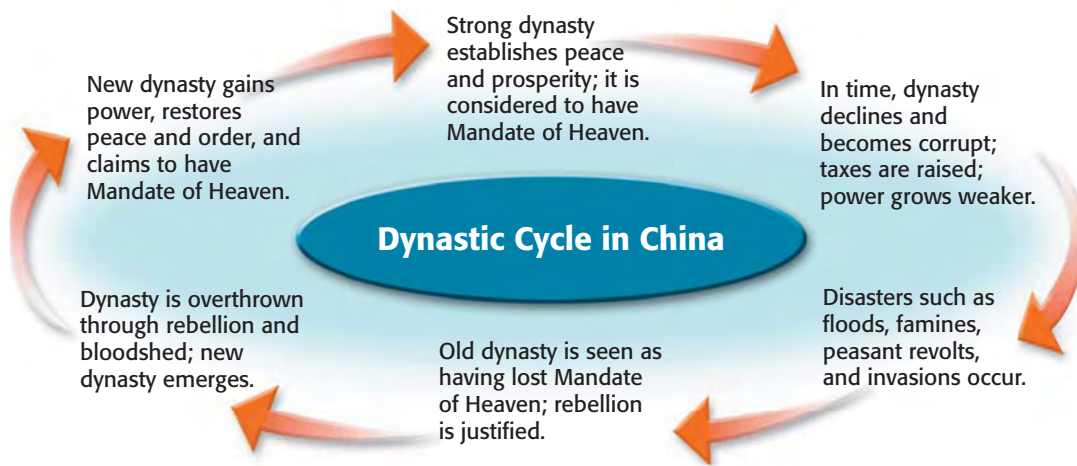 Strong dynasty
establishes peace
and prosperity; it is
considered to have
Mandate of Heaven.
New dynasty gains
power, restores
peace and order, and
claims to have
Mandate of Heaven.
In time, dynasty
declines and
becomes corrupt;
taxes are raised;
power grows weaker.
Dynastic Cycle in China
Dynasty is overthrown
through rebellion and
bloodshed; new
dynasty emerges.
Old dynasty is seen as
having lost Mandate
of Heaven; rebellion
is justified.
Disasters such as
floods, famines,
peasant revolts,
and invasions occur.